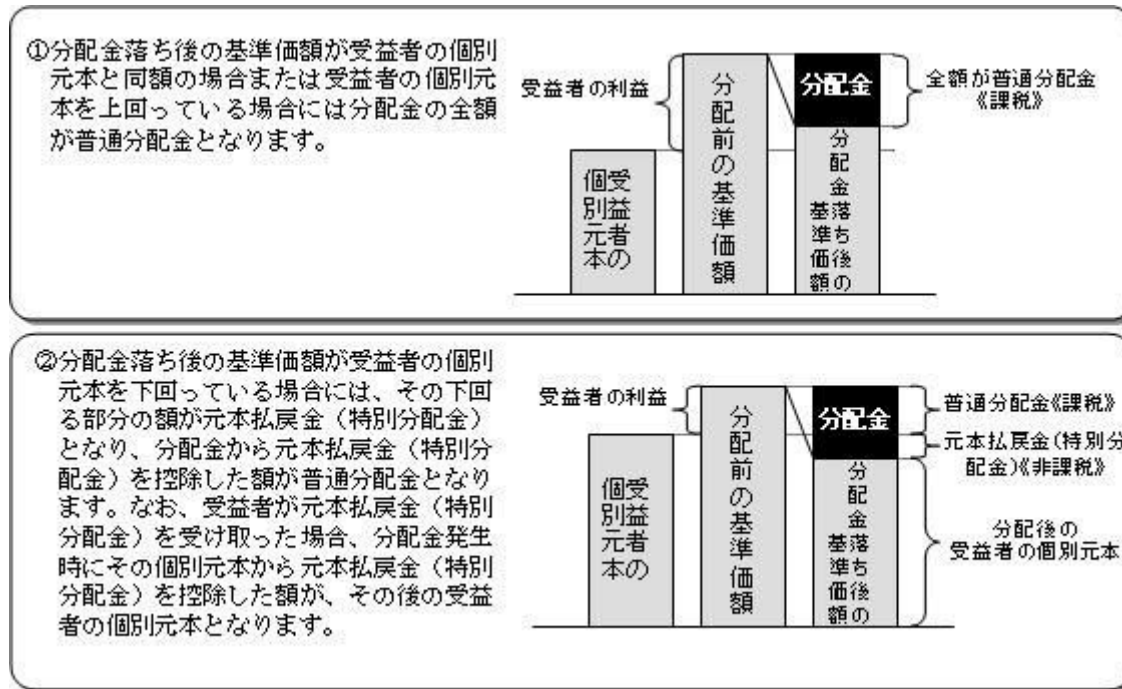 ①分配金落ち後の基準価額が受益者の個別
元本と同額の場合または受益者の個別元
本を上回っている場合には分配金の全額
が普通分配金となります。
受益者の利益
受益者の
個別元本
分配前の基準価額
分配金
分配金落ち後の
基準価額
全額が普通分配金
《課税》
②分配金落ち後の基準価額が受益者の個別
元本を下回っている場合には、その下回
る部分の額が元本払戻金（特別分配金）
となり、分配金から元本払戻金（特別分
配金）を控除した額が普通分配金となり
ます。なお、受益者が元本払戻金（特別
分配金）を受け取った場合、分配金発生
時にその個別元本から元本払戻金（特別
分配金）を控除した額が、その後の受益
者の個別元本となります。
受益者の利益
受益者の
個別元本
分配前の基準価額
分配金
分配金落ち後の
基準価額
普通分配金《課税》
元本払戻金(特別分
配金)《非課税》
分配後の
受益者の個別元本